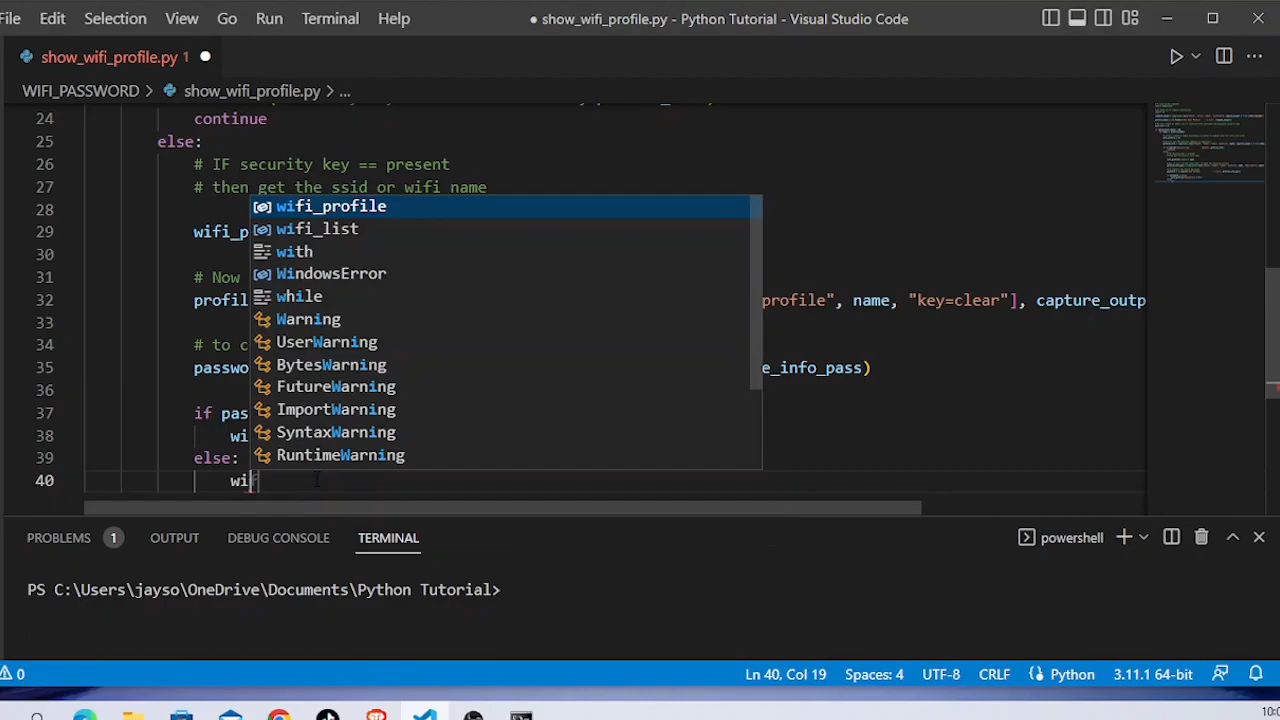 File Edit Selection View Go Run Terminal Help ● show_wifi_profile.py - Python Tutorial - Visual Studio Code
show_wifi_profile.py 1
WIFI_PASSWORD > show_wifi_profile.py > ...
24 continue
25 else:
26 # IF security key == present
27 # then get the ssid or wifi name
28
29 wifi_p
30
31 # Now
32 profil profile", name, "key=clear"], capture_outp
33
34 # to c
35 passwo e_info_pass)
36
37 if pas
38 wi
39 else:
40 wif
wifi_profile
wifi_list
with
WindowsError
while
Warning
UserWarning
BytesWarning
FutureWarning
ImportWarning
SyntaxWarning
RuntimeWarning
PROBLEMS 1 OUTPUT DEBUG CONSOLE TERMINAL powershell
PS C:\Users\jayso\OneDrive\Documents\Python Tutorial>
0 Ln 40, Col 19 Spaces: 4 UTF-8 CRLF Python 3.11.1 64-bit